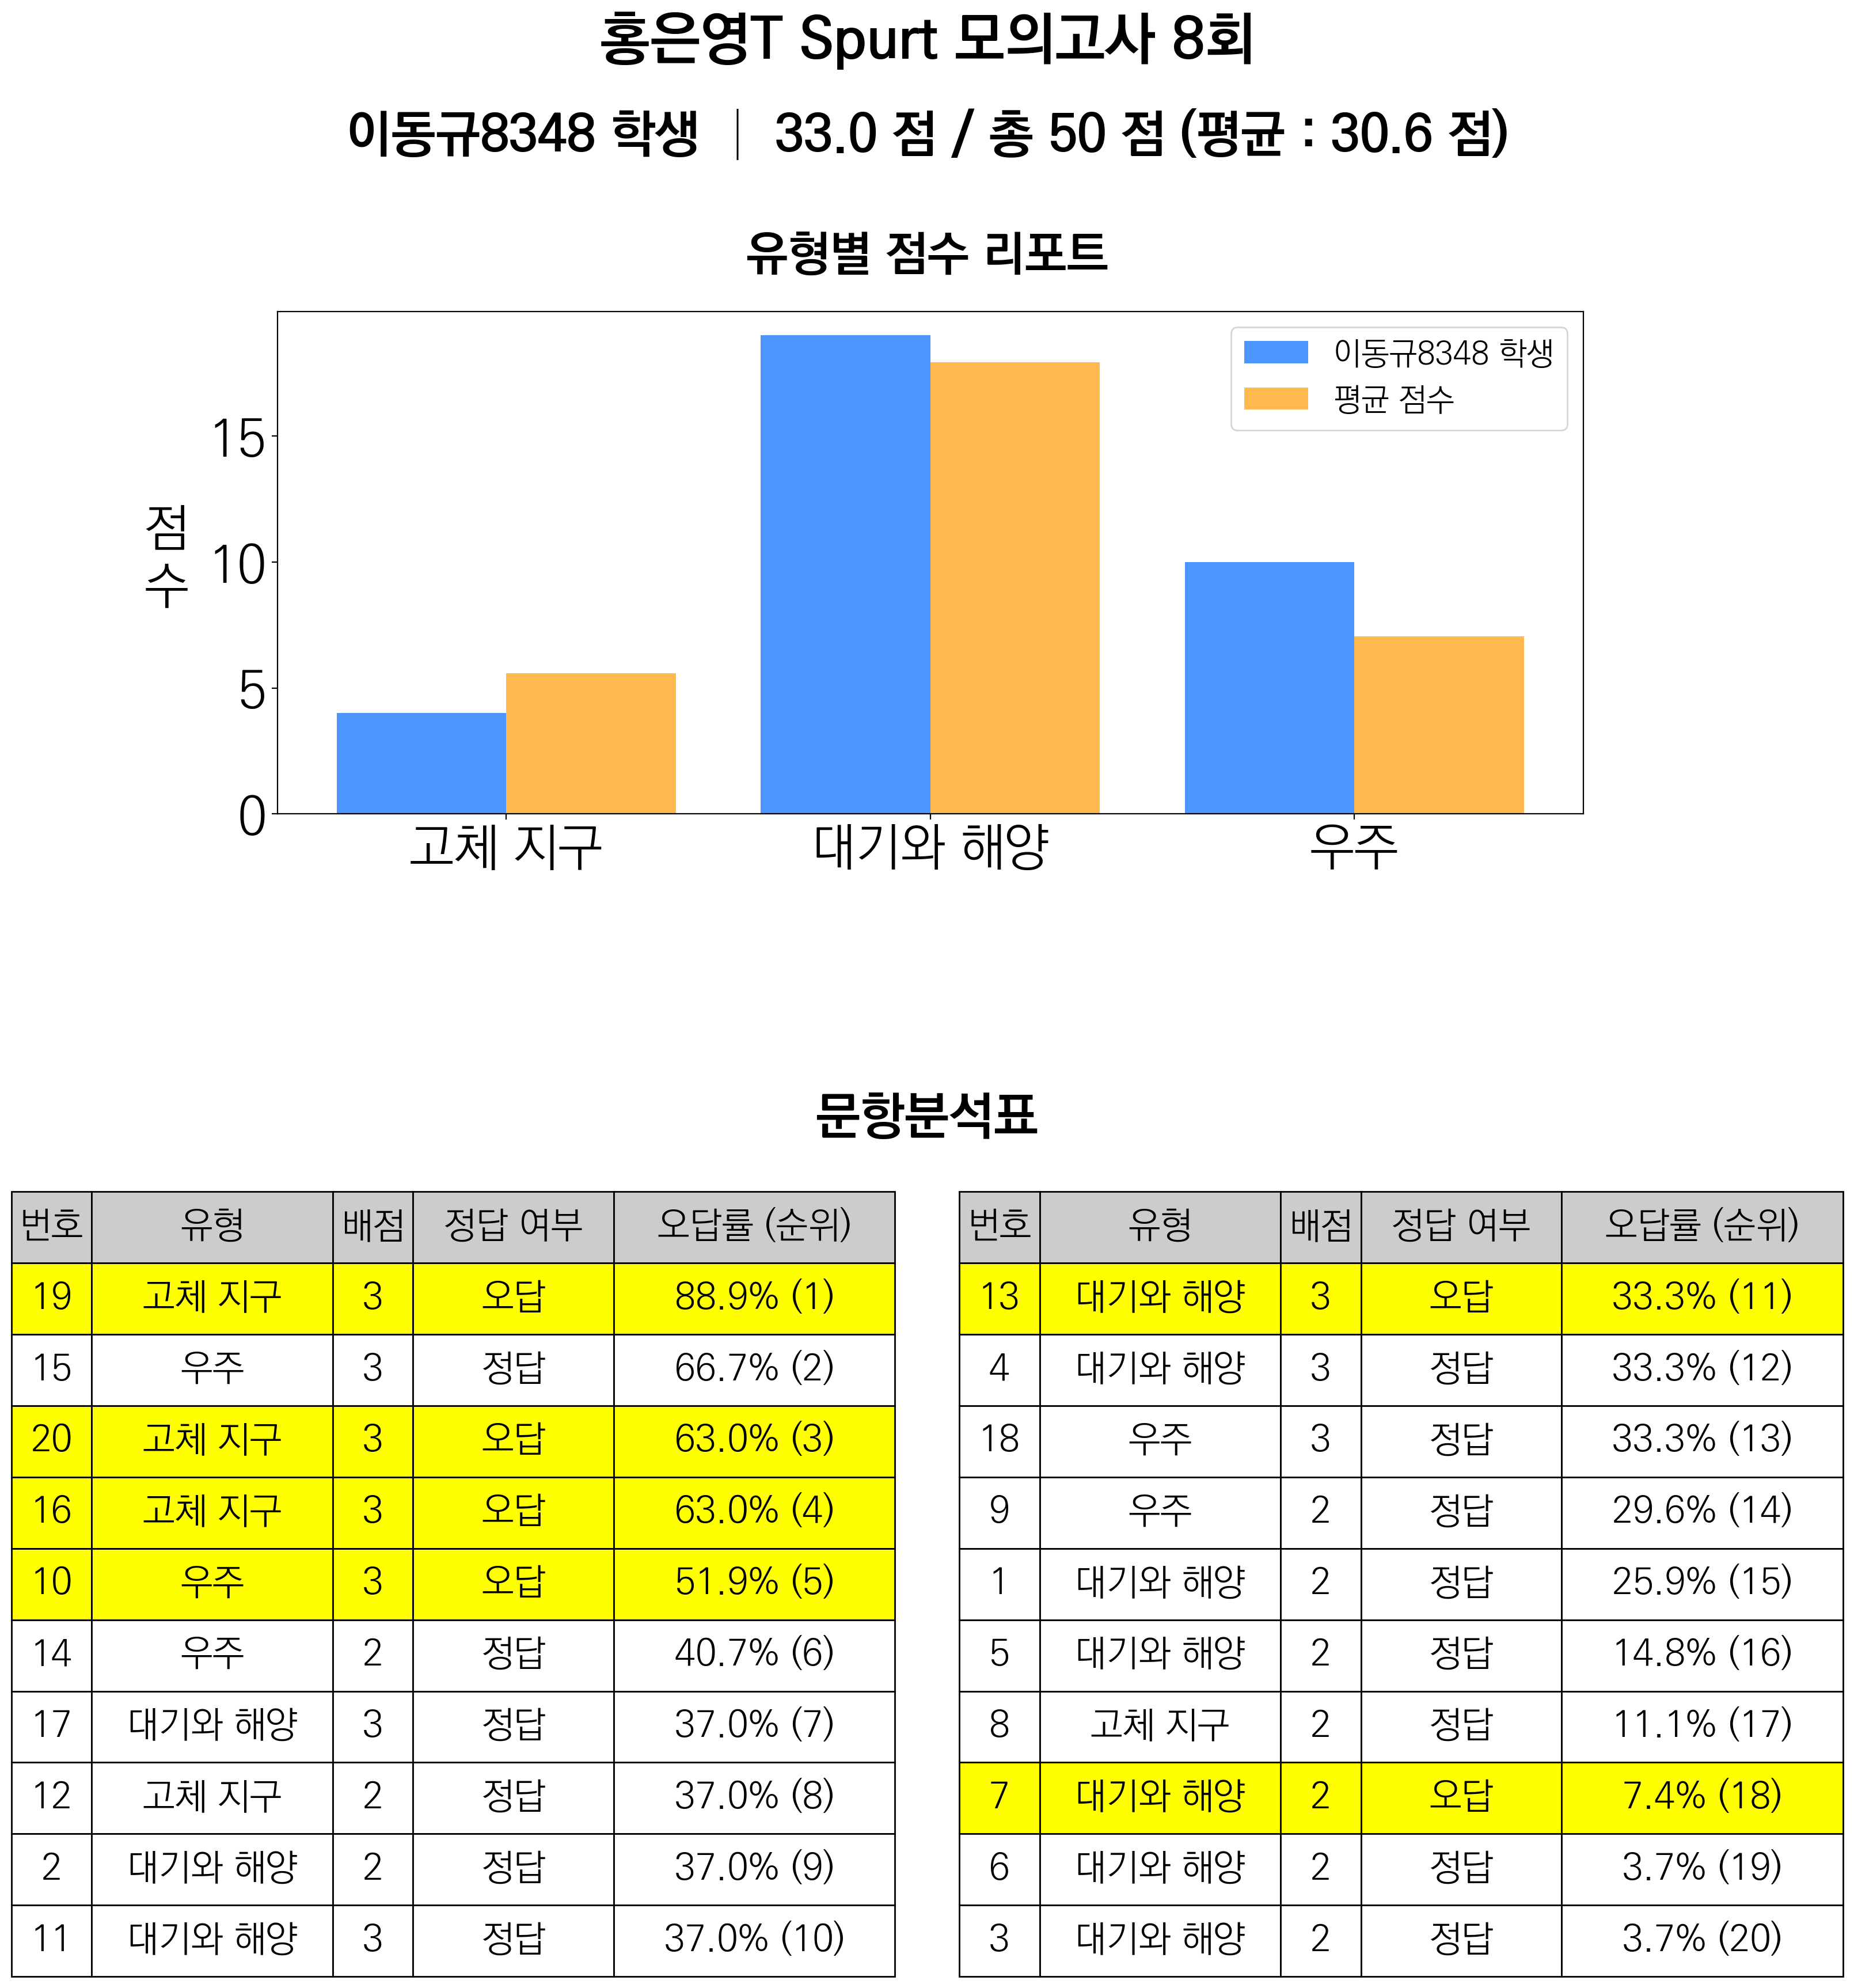 홍은영T Spurt 모의고사 8회
이동규8348 학생 │ 33.0 점 / 총 50 점 (평균 : 30.6 점)
유형별 점수 리포트
이동규8348 학생
평균 점수
점
수
15
10
5
0
고체 지구 대기와 해양 우주
문항분석표
번호 유형 배점 정답 여부 오답률 (순위)
19 고체 지구 3 오답 88.9% (1)
15 우주 3 정답 66.7% (2)
20 고체 지구 3 오답 63.0% (3)
16 고체 지구 3 오답 63.0% (4)
10 우주 3 오답 51.9% (5)
14 우주 2 정답 40.7% (6)
17 대기와 해양 3 정답 37.0% (7)
12 고체 지구 2 정답 37.0% (8)
2 대기와 해양 2 정답 37.0% (9)
11 대기와 해양 3 정답 37.0% (10)
번호 유형 배점 정답 여부 오답률 (순위)
13 대기와 해양 3 오답 33.3% (11)
4 대기와 해양 3 정답 33.3% (12)
18 우주 3 정답 33.3% (13)
9 우주 2 정답 29.6% (14)
1 대기와 해양 2 정답 25.9% (15)
5 대기와 해양 2 정답 14.8% (16)
8 고체 지구 2 정답 11.1% (17)
7 대기와 해양 2 오답 7.4% (18)
6 대기와 해양 2 정답 3.7% (19)
3 대기와 해양 2 정답 3.7% (20)